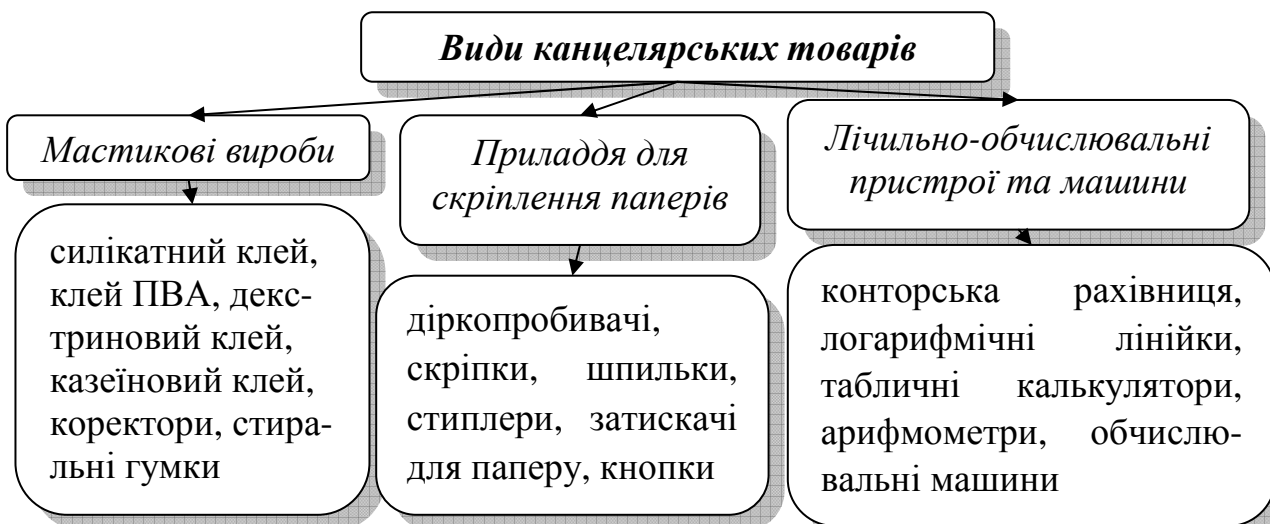 Види канцелярських товарів
Мастикові вироби
силікатний клей,
клей ПВА, декс-
триновий клей,
казеїновий клей,
коректори, стира-
льні гумки
Приладдя для
скріплення паперів
діркопробивачі,
скріпки, шпильки,
стиплери, затискачі
для паперу, кнопки
Лічильно-обчислювальні
пристрої та машини
конторська рахівниця,
логарифмічні лінійки,
табличні калькулятори,
арифмометри, обчислю-
вальні машини